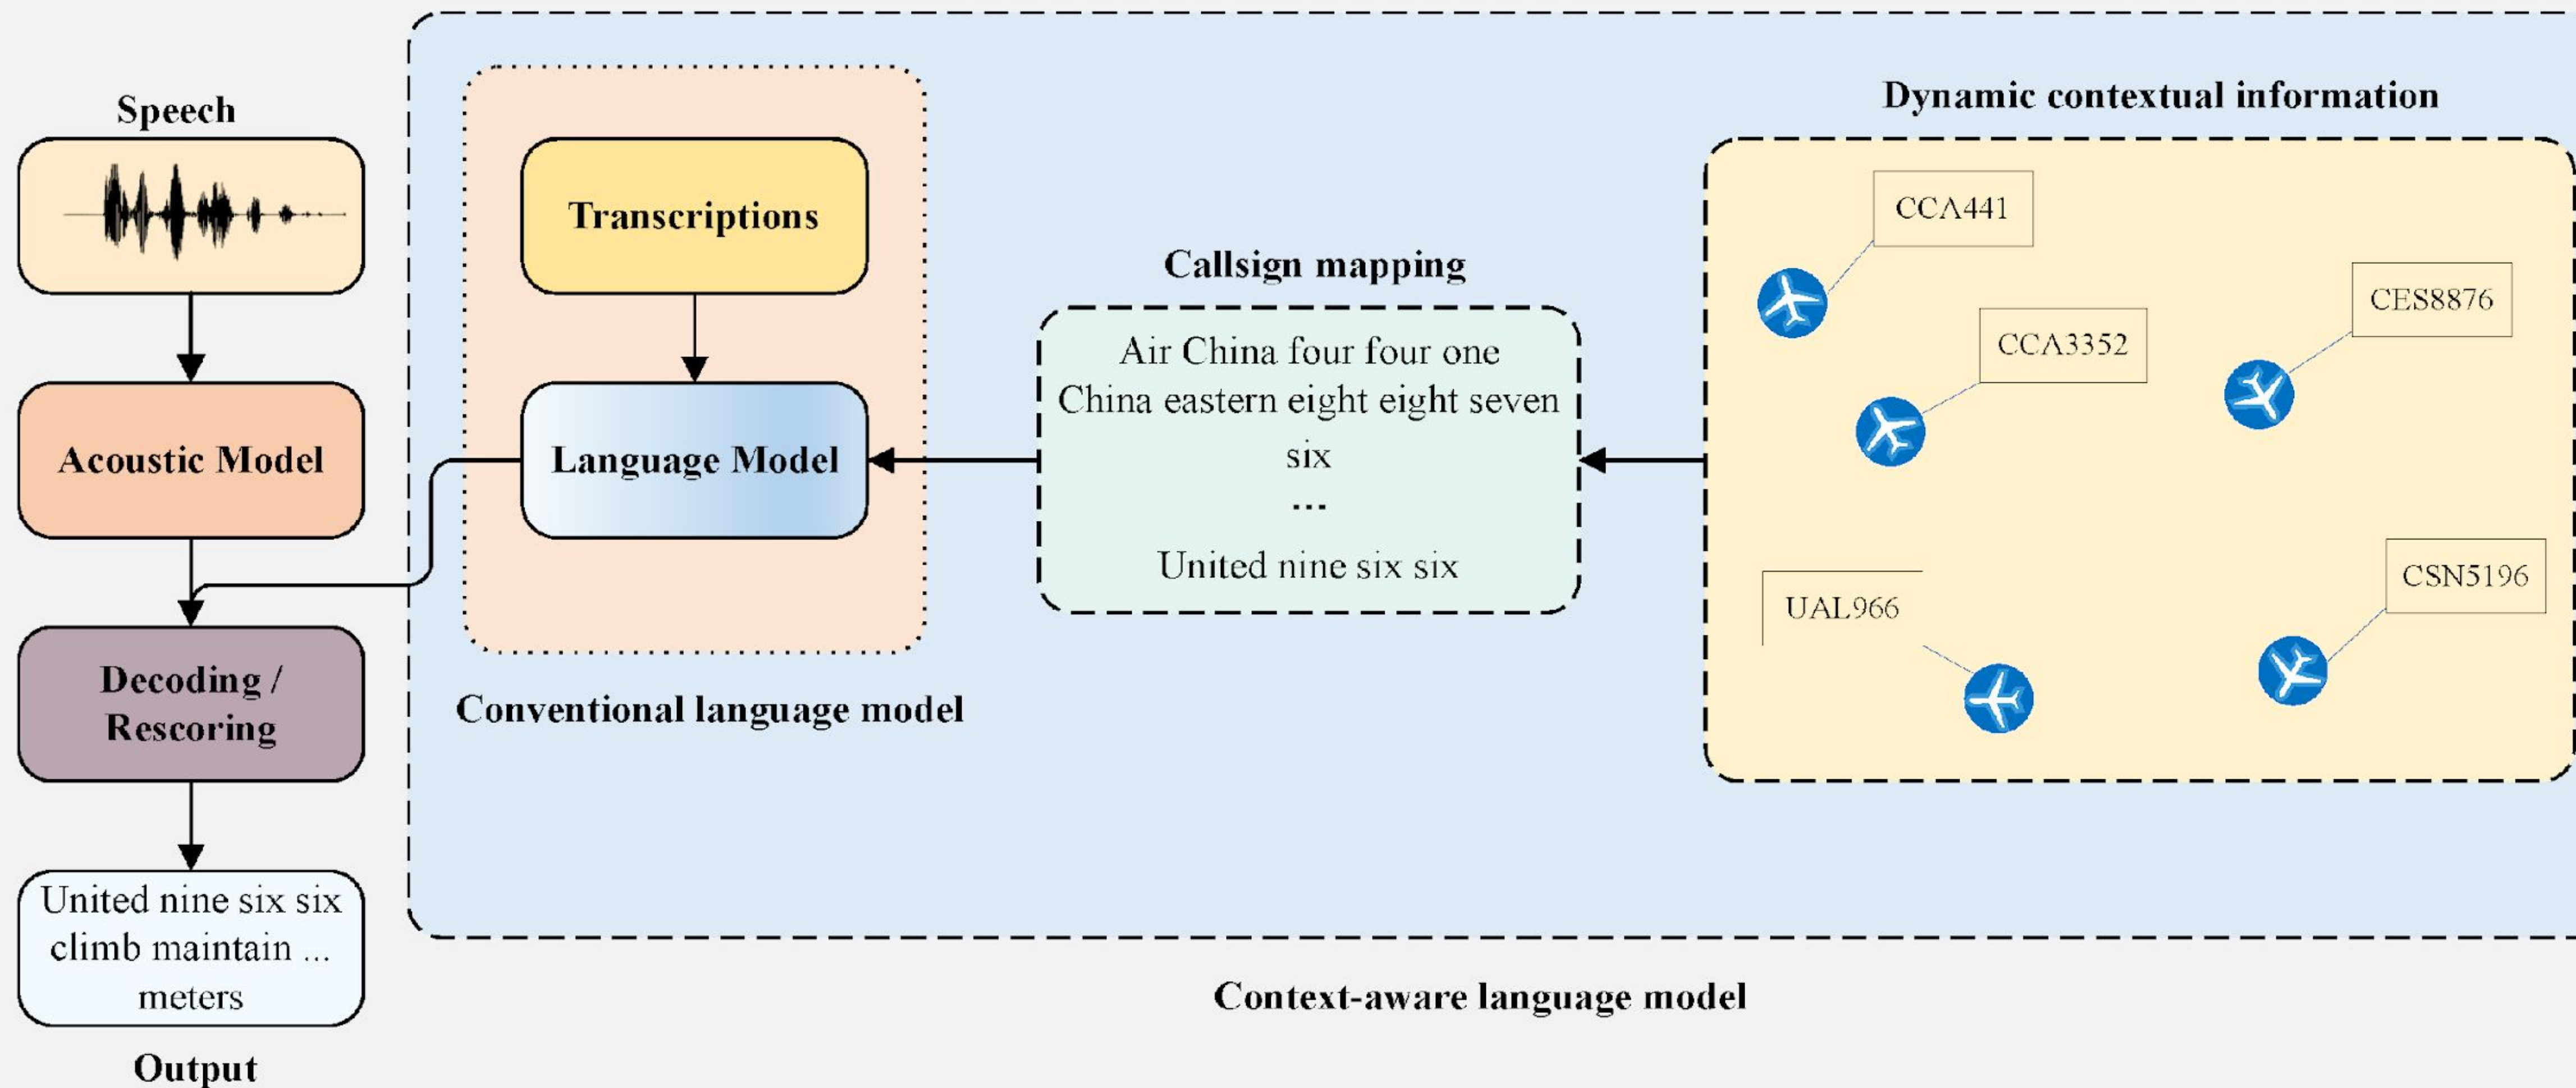 Speech
Acoustic Model
Decoding /
Rescoring
United nine six six
climb maintain ...
meters
Output
Transcriptions
Language Model
Conventional language model
Callsign mapping
Air China four four one
China eastern eight eight seven
six
...
United nine six six
Dynamic contextual information
CCA441
CES8876
CCA3352
CSN5196
UAL966
Context-aware language model